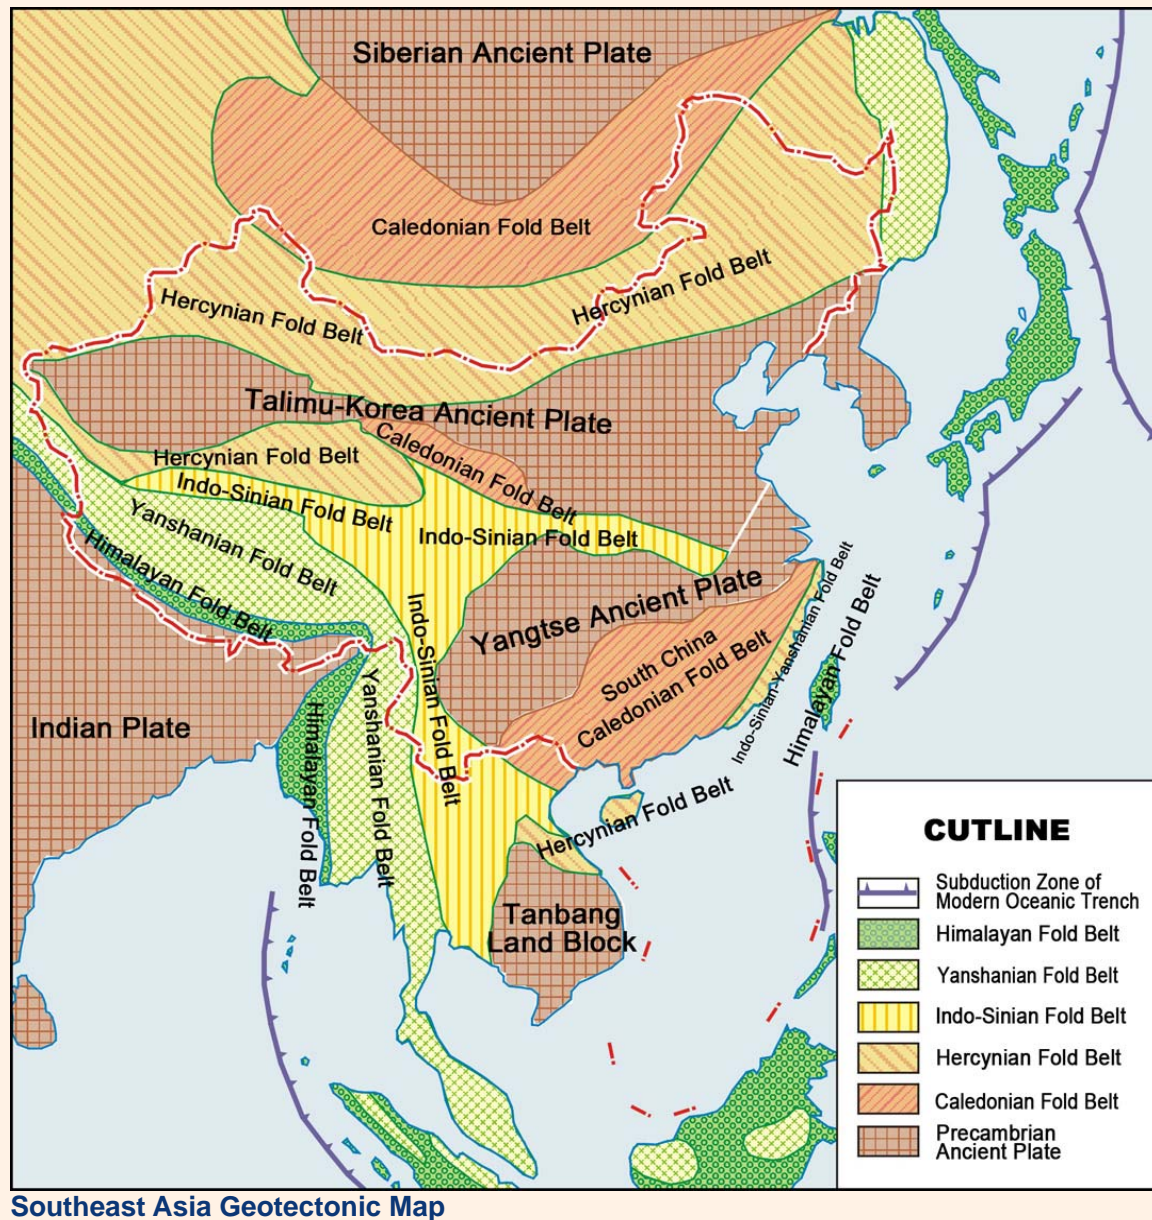 Siberian Ancient Plate
Caledonian Fold Belt
Hercynian Fold Belt
Hercynian Fold Belt
Talimu-Korea Ancient Plate
Caledonian Fold Belt
Hercynian Fold Belt
Indo-Sinian Fold Belt
Indo-Sinian Fold Belt
Yanshanian Fold Belt
Himalayan Fold Belt
Yangtse Ancient Plate
Indo-Sinian Fold Belt
South China
Caledonian Fold Belt
Indo-Sinian-Yanshanian Fold Belt
Himalayan Fold Belt
Indian Plate
Himalayan Fold Belt
Yanshanian Fold Belt
Hercynian Fold Belt
Tanbang
Land Block
CUTLINE
Subduction Zone of
Modern Oceanic Trench
Himalayan Fold Belt
Yanshanian Fold Belt
Indo-Sinian Fold Belt
Hercynian Fold Belt
Caledonian Fold Belt
Precambrian
Ancient Plate
Southeast Asia Geotectonic Map